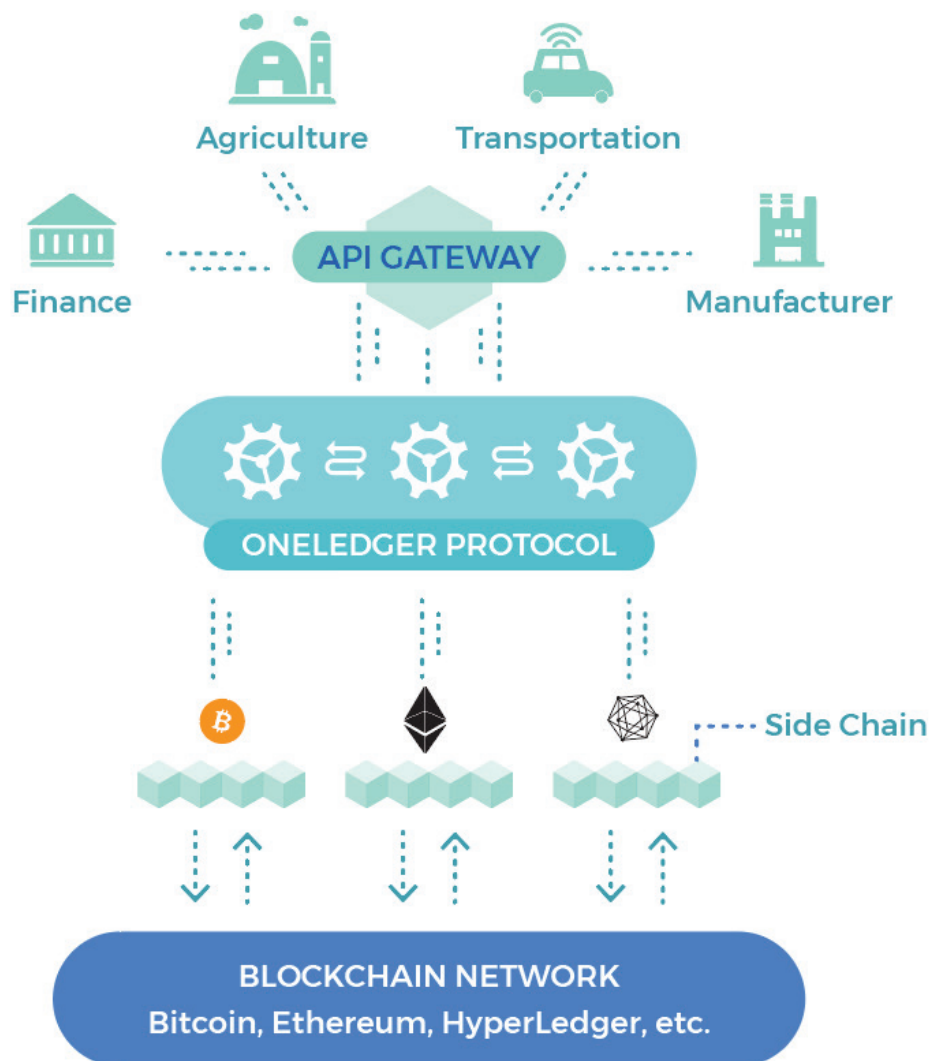 Agriculture
Transportation
Finance
API GATEWAY
Manufacturer
ONELEDGER PROTOCOL
Side Chain
BLOCKCHAIN NETWORK
Bitcoin, Ethereum, HyperLedger, etc.